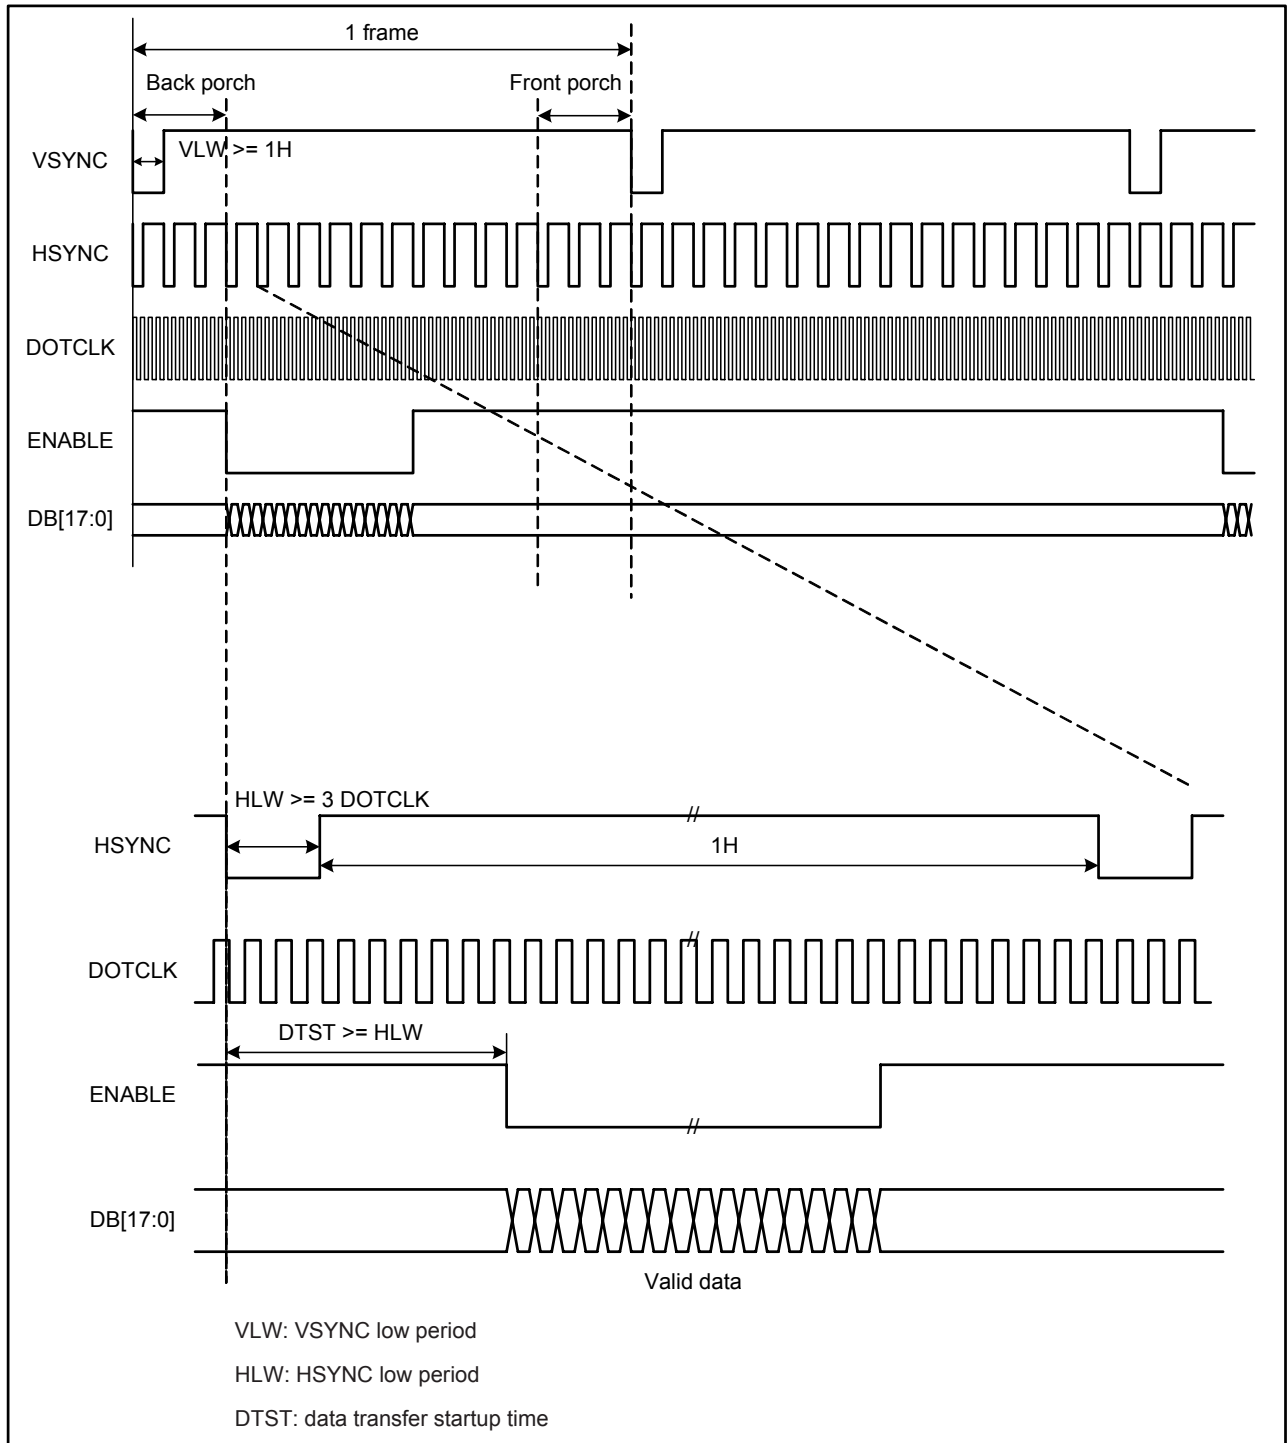 1 frame
Back porch
Front porch
VLW >= 1H
VSYNC
HSYNC
DOTCLK
ENABLE
DB[17:0]
HLW >= 3 DOTCLK
HSYNC
1H
//
DOTCLK
//
DTST >= HLW
ENABLE
//
DB[17:0]
Valid data
VLW: VSYNC low period
HLW: HSYNC low period
DTST: data transfer startup time